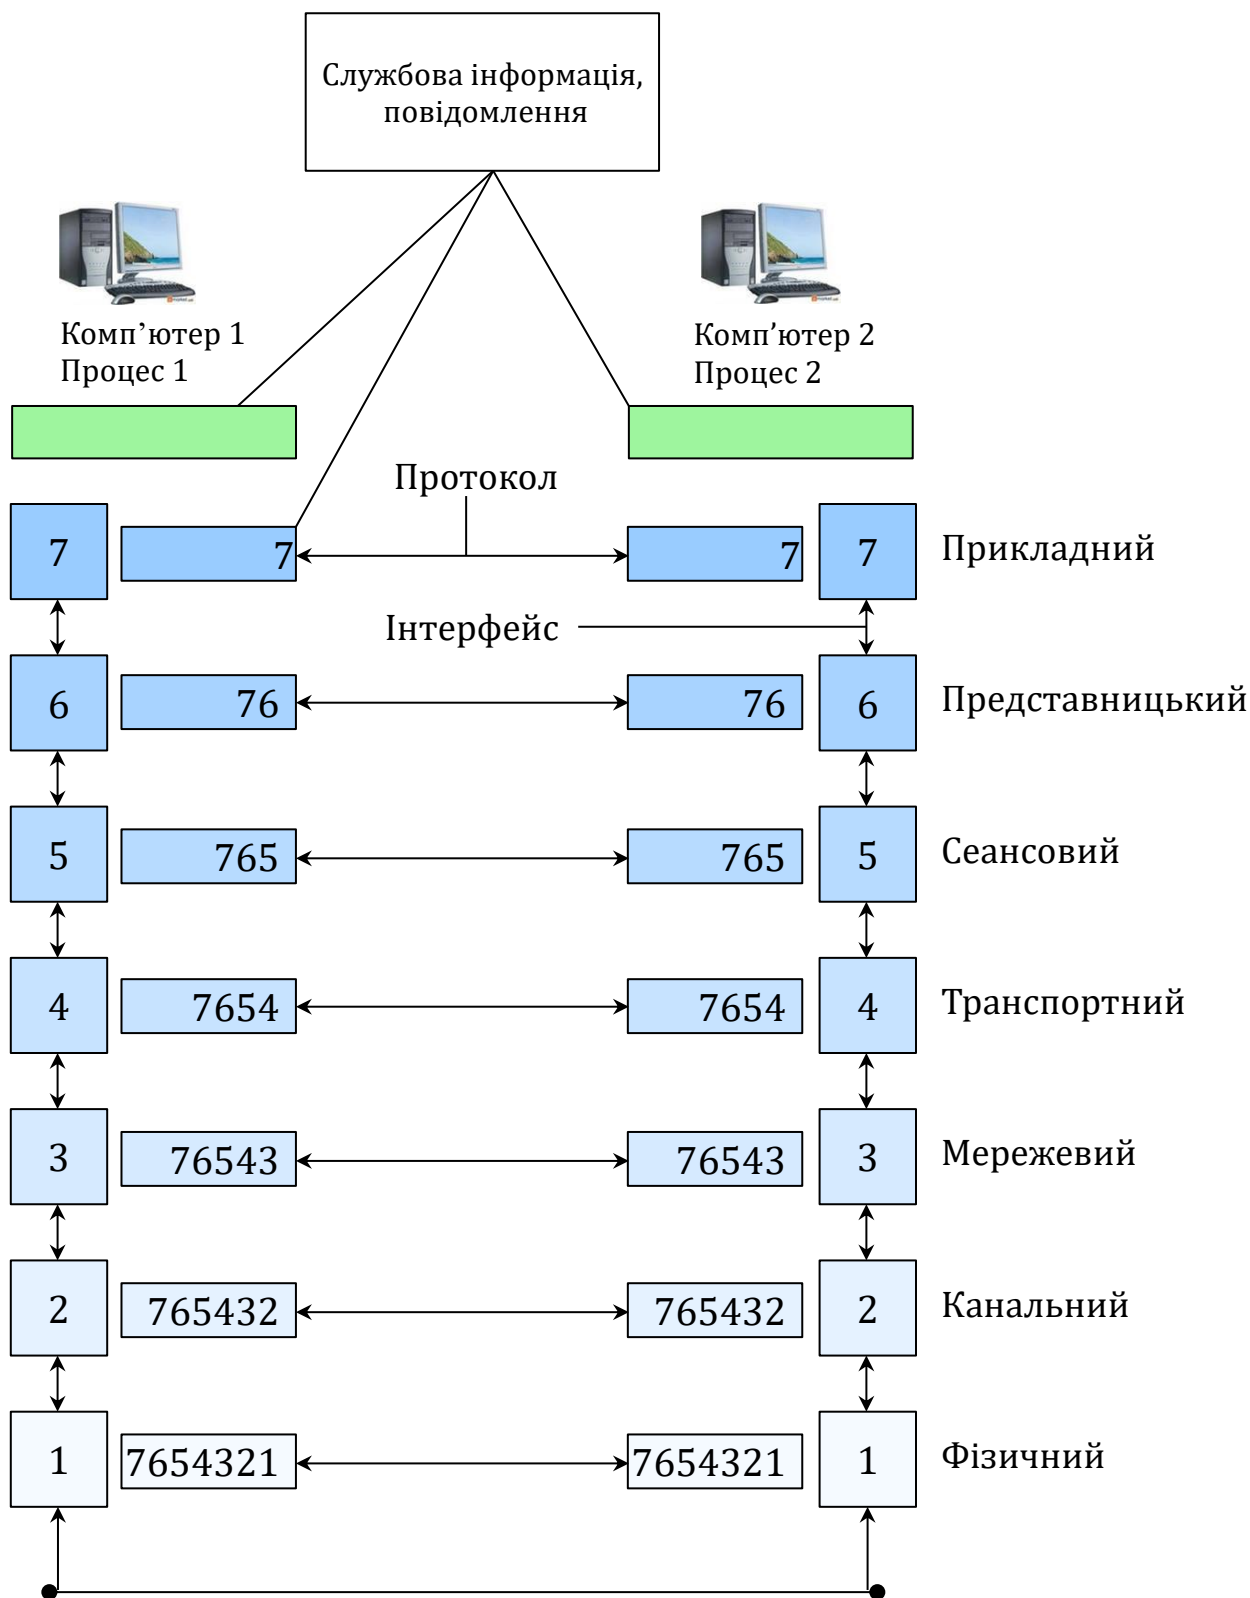 Службова інформація,
повідомлення
Комп’ютер 1
Процес 1
Комп’ютер 2
Процес 2
Протокол
7
7
7
7
Прикладний
Інтерфейс
6
76
76
6
Представницький
5
765
765
5
Сеансовий
4
7654
7654
4
Транспортний
3
76543
76543
3
Мережевий
2
765432
765432
2
Канальний
1
7654321
7654321
1
Фізичний